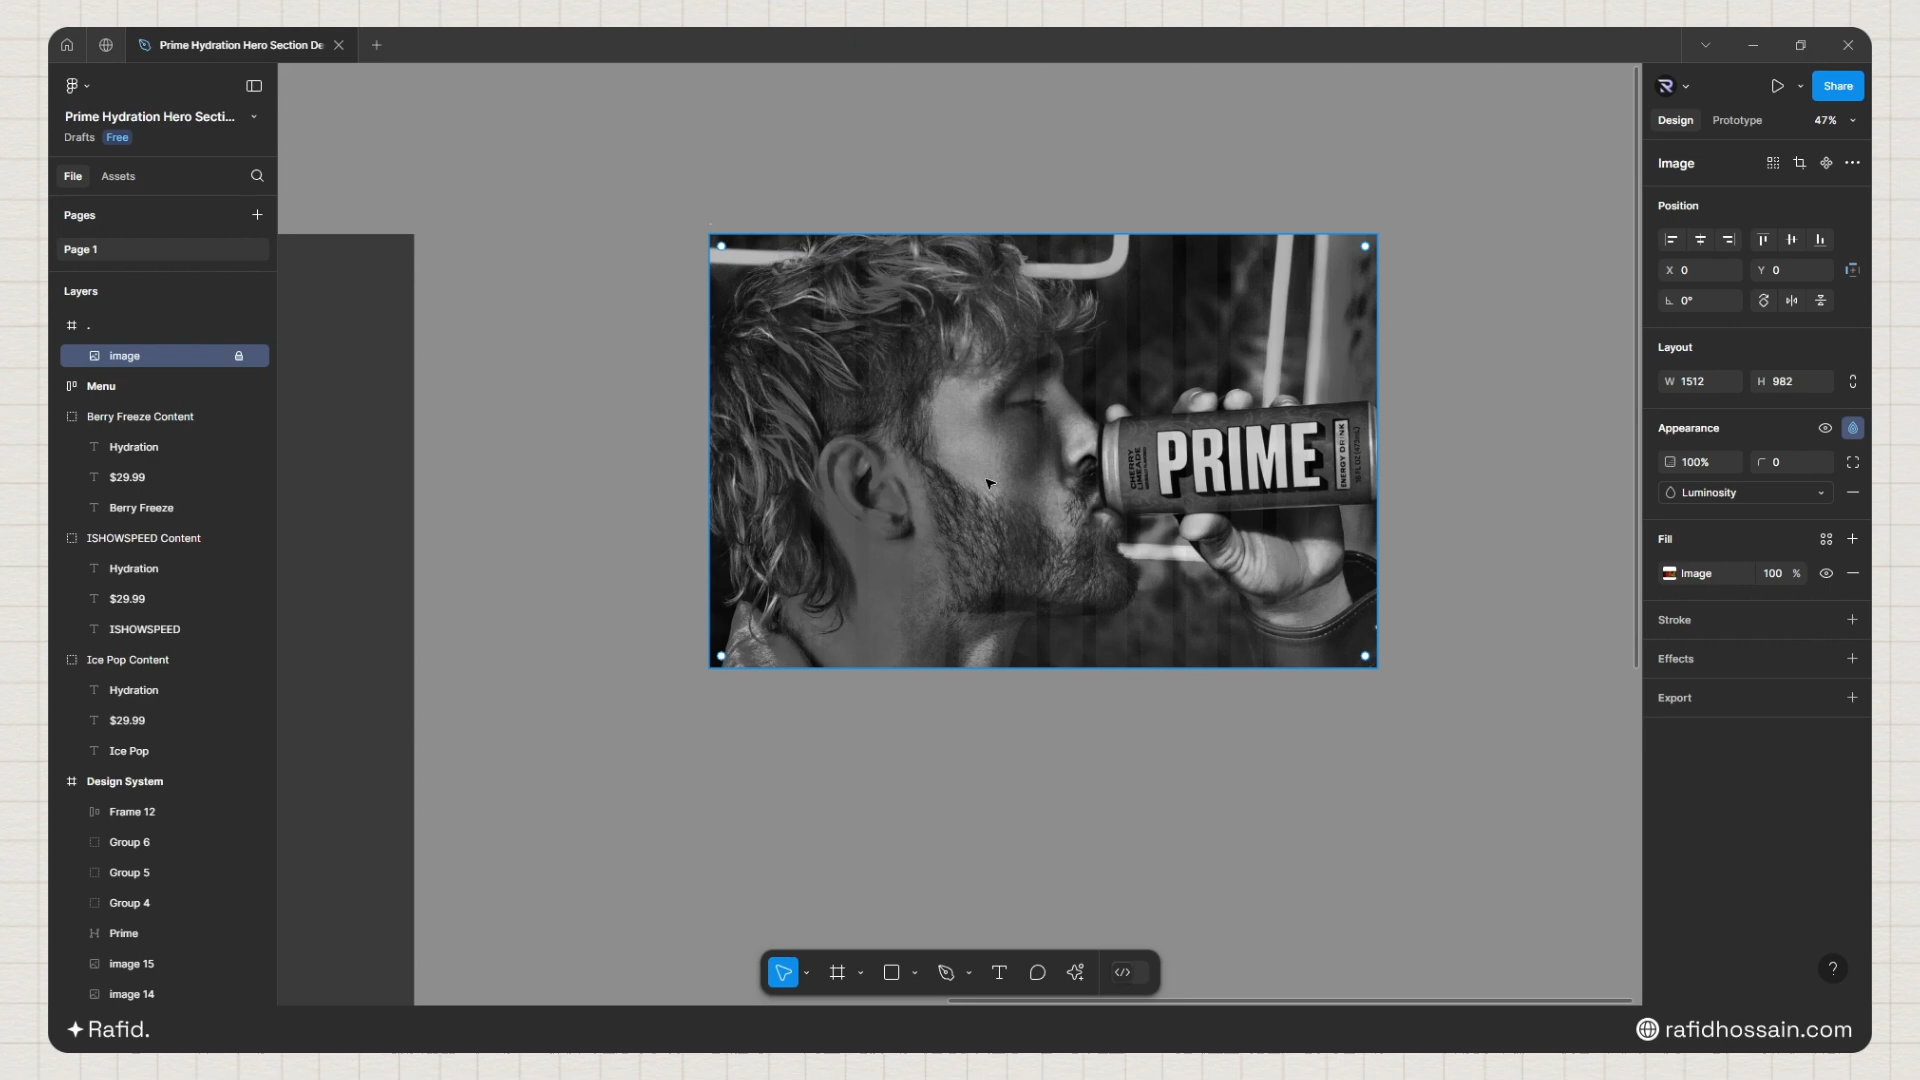 Prime Hydration Hero Section De
Prime Hydration Hero Secti...
Drafts Free
File Assets
Pages
Page 1
Layers
.
image
Menu
Berry Freeze Content
Hydration
$29.99
Berry Freeze
ISHOWSPEED Content
Hydration
$29.99
ISHOWSPEED
Ice Pop Content
Hydration
$29.99
Ice Pop
Design System
Frame 12
Group 6
Group 5
Group 4
Prime
image 15
image 14
CHERRY
LIMEADE
PRIME
ENERGY DRINK
Share
Design Prototype 47%
Image
Position
X 0 Y 0
0°
Layout
W 1512 H 982
Appearance
100% 0
Luminosity
Fill
Image 100 %
Stroke
Effects
Export
?
Rafid.
rafidhossain.com